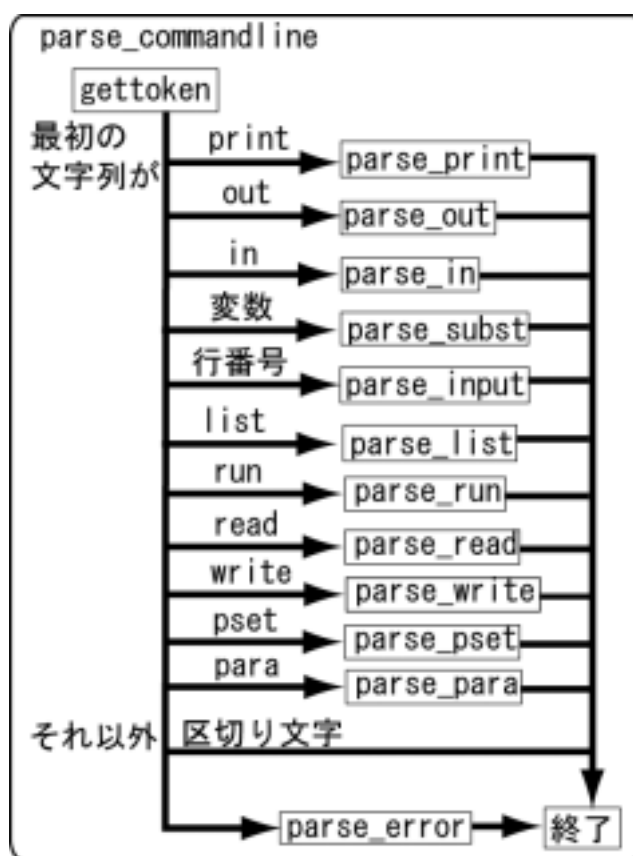 parse_commandline
gettoken
最初の
文字列が
print
parse_print
out
parse_out
in
parse_in
変数
parse_subst
行番号
parse_input
list
parse_list
run
parse_run
read
parse_read
write
parse_write
pset
parse_pset
para
parse_para
それ以外
区切り文字
parse_error
終了